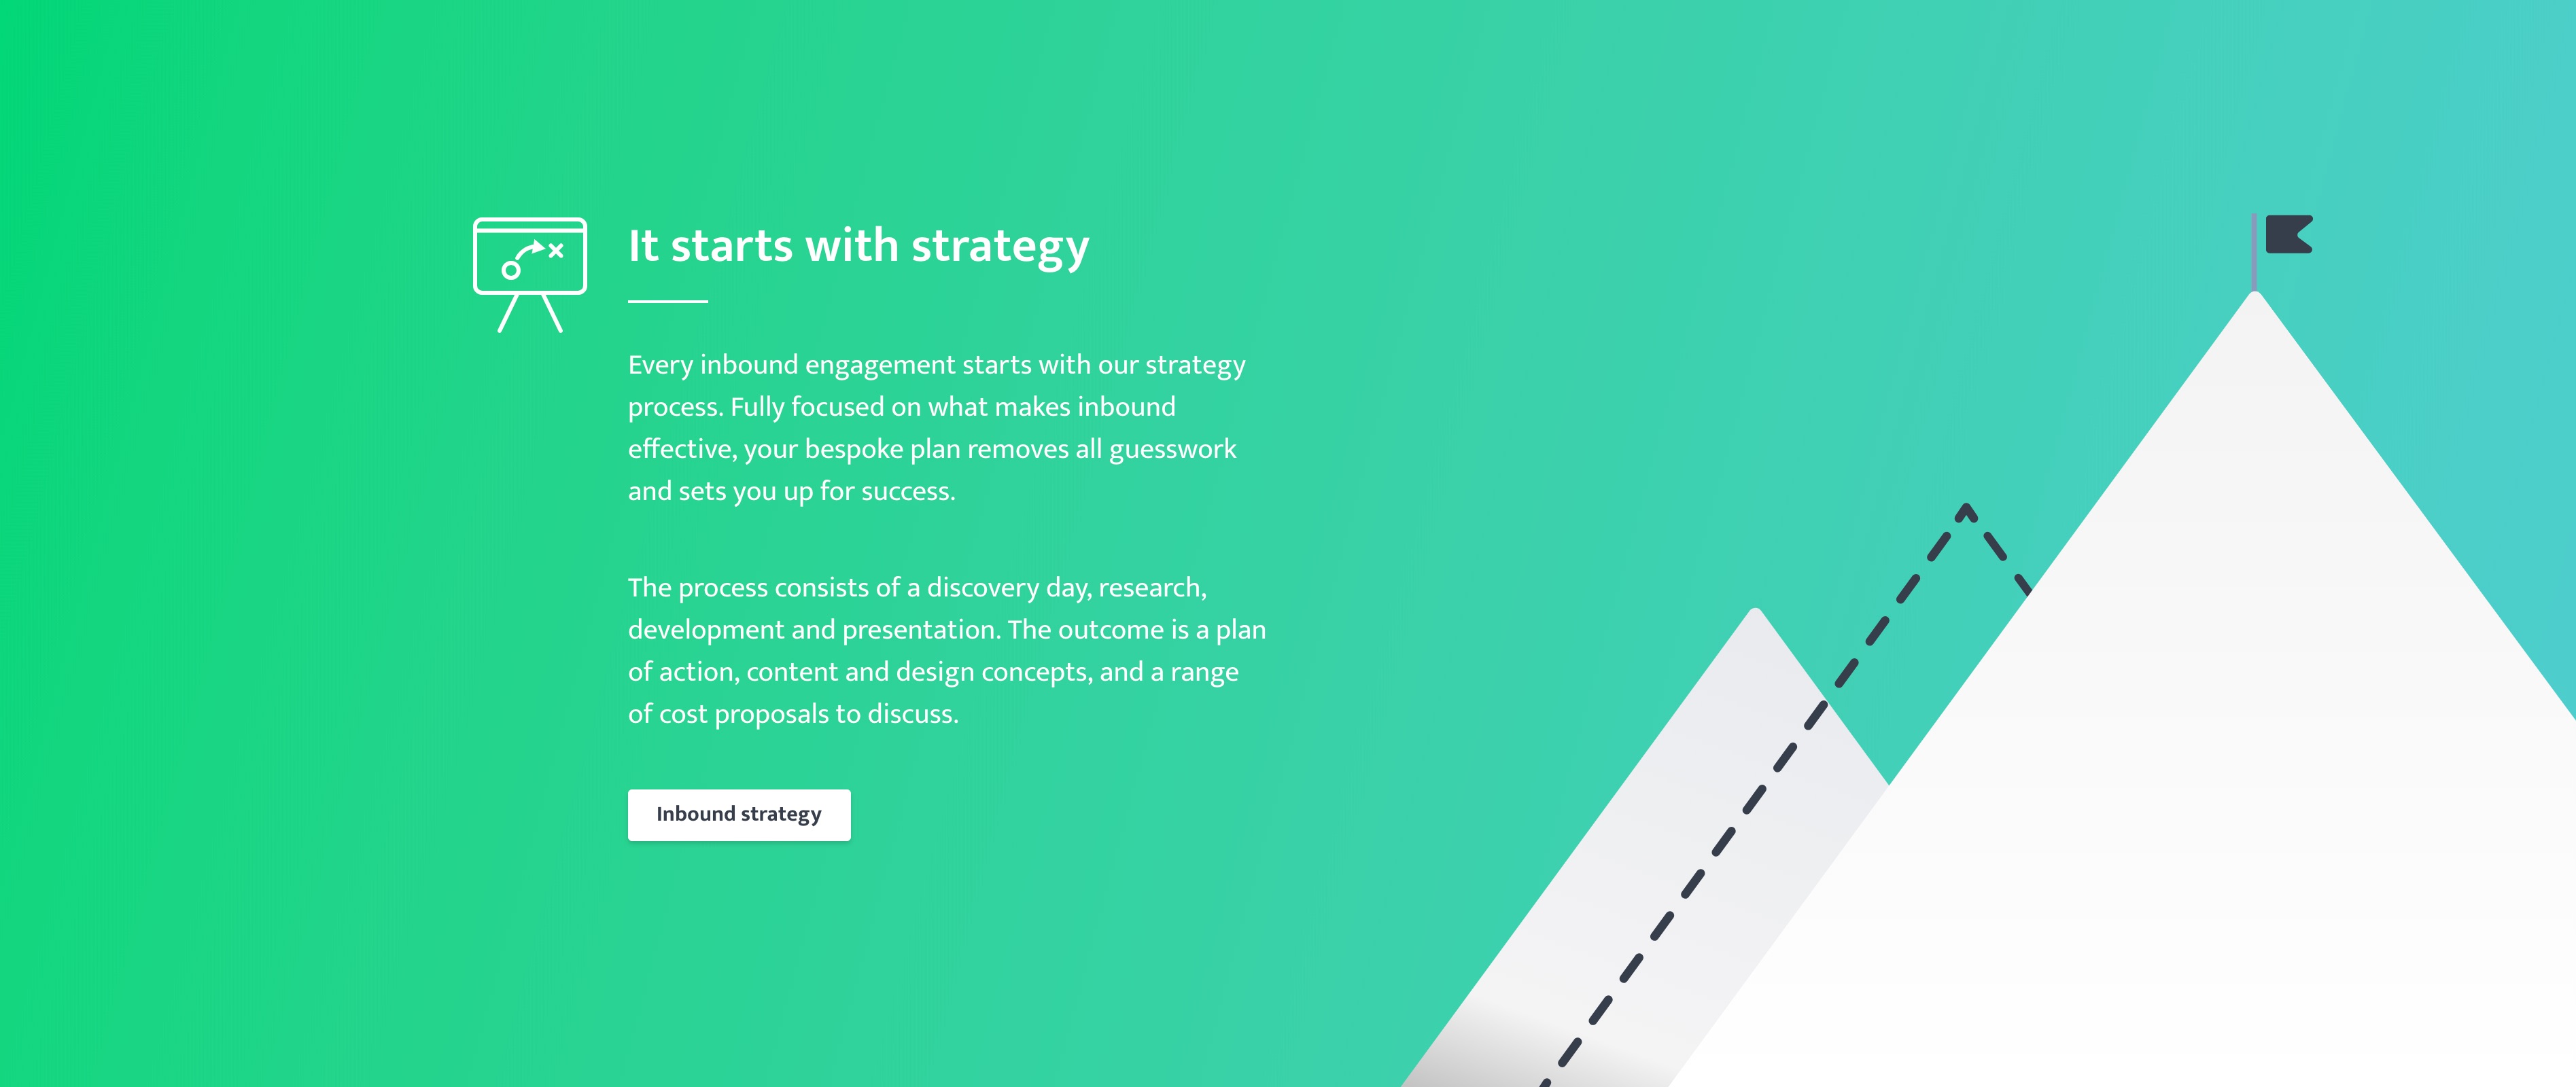 It starts with strategy
Every inbound engagement starts with our strategy
process. Fully focused on what makes inbound
effective, your bespoke plan removes all guesswork
and sets you up for success.
The process consists of a discovery day, research,
development and presentation. The outcome is a plan
of action, content and design concepts, and a range
of cost proposals to discuss.
Inbound strategy